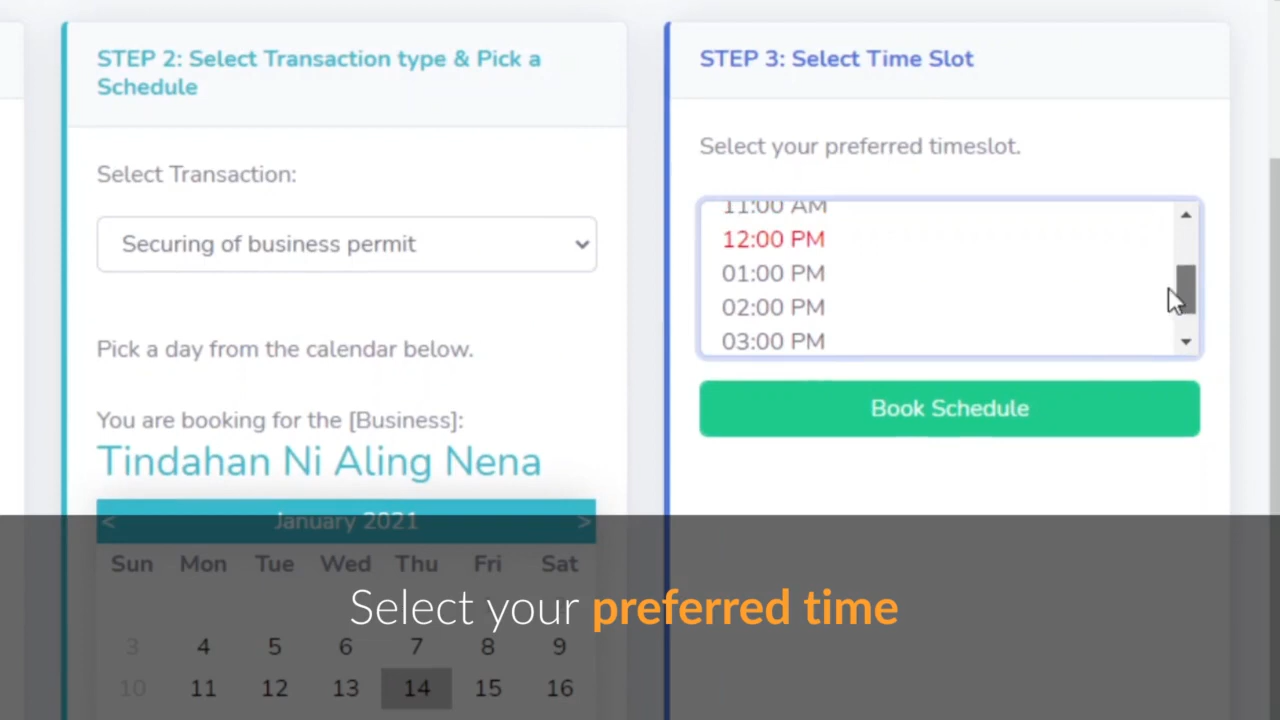 STEP 2: Select Transaction type & Pick a
Schedule
Select Transaction:
Securing of business permit
Pick a day from the calendar below.
You are booking for the [Business]:
Tindahan Ni Aling Nena
< January 2021 >
Sun Mon Tue Wed Thu Fri Sat
3 4 5 6 7 8 9
10 11 12 13 14 15 16
STEP 3: Select Time Slot
Select your preferred timeslot.
11:00 AM
12:00 PM
01:00 PM
02:00 PM
03:00 PM
Book Schedule
Select your preferred time